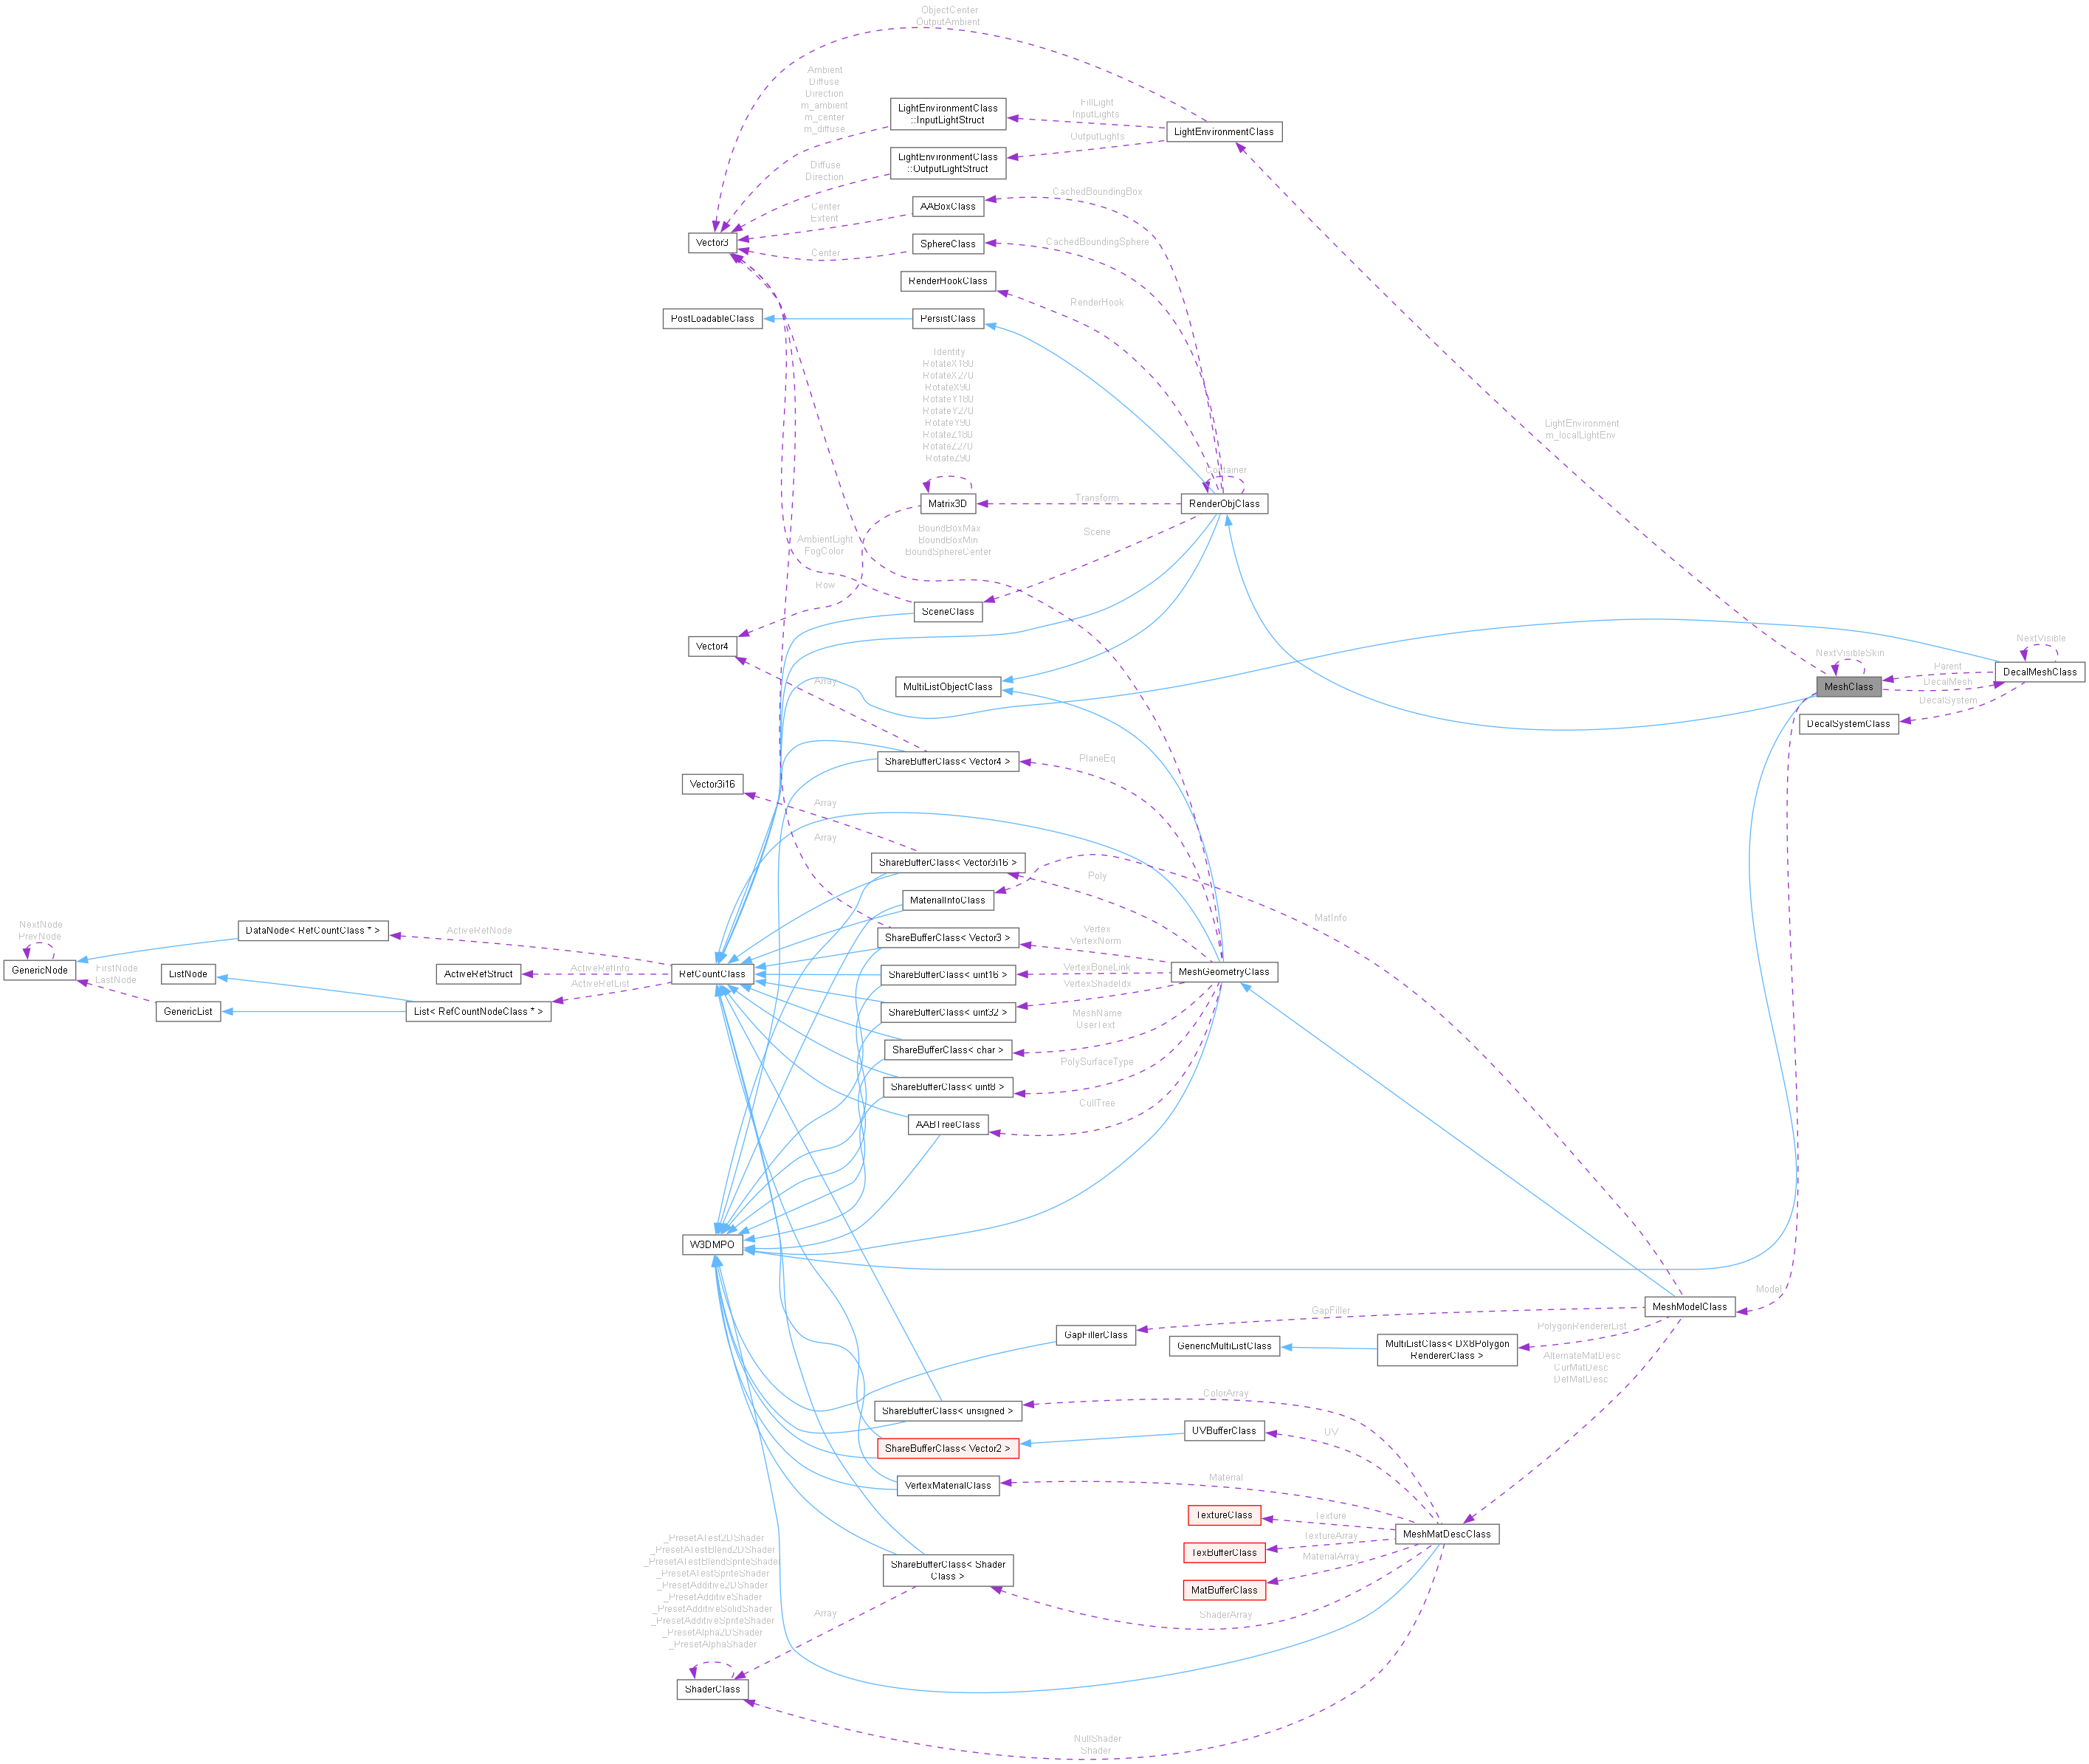 ObjectCenter
OutputAmbient
Ambient
Diffuse
Direction
m_ambient
m_center
m_diffuse
LightEnvironmentClass
::InputLightStruct
FillLight
InputLights
LightEnvironmentClass
OutputLights
LightEnvironmentClass
::OutputLightStruct
Diffuse
Direction
CachedBoundingBox
AABoxClass
Center
Extent
Vector3
SphereClass
CachedBoundingSphere
Center
RenderHookClass
RenderHook
PostLoadableClass
PersistClass
Identity
RotateX180
RotateX270
RotateX90
RotateY180
RotateY270
RotateY90
RotateZ180
RotateZ270
RotateZ90
...
LightEnvironment
m_localLightEnv
Container
Matrix3D
Transform
RenderObjClass
BoundBoxMax
BoundBoxMin
BoundSphereCenter
Scene
AmbientLight
FogColor
Row
SceneClass
Vector4
NextVisible
NextVisibleSkin
Parent
DecalMeshClass
Array
MultiListObjectClass
MeshClass
DecalMesh
DecalSystem
DecalSystemClass
ShareBufferClass< Vector4 >
PlaneEq
Vector3i16
Array
Array
ShareBufferClass< Vector3i16 >
Poly
MaterialInfoClass
MatInfo
NextNode
PrevNode
DataNode< RefCountClass * >
ActiveRefNode
ShareBufferClass< Vector3 >
Vertex
VertexNorm
GenericNode
FirstNode
LastNode
ListNode
ActiveRefStruct
ActiveRefInfo
RefCountClass
ShareBufferClass< uint16 >
VertexBoneLink
MeshGeometryClass
ActiveRefList
VertexShadeIdx
GenericList
List< RefCountNodeClass * >
ShareBufferClass< uint32 >
MeshName
UserText
ShareBufferClass< char >
PolySurfaceType
ShareBufferClass< uint8 >
CullTree
AABTreeClass
W3DMPO
Model
MeshModelClass
GapFiller
GapFillerClass
PolygonRendererList
GenericMultiListClass
MultiListClass< DX8Polygon
RendererClass >
AlternateMatDesc
CurMatDesc
DefMatDesc
ColorArray
ShareBufferClass< unsigned >
UVBufferClass
UV
ShareBufferClass< Vector2 >
VertexMaterialClass
Material
TextureClass
Texture
MeshMatDescClass
TextureArray
TexBufferClass
MaterialArray
MatBufferClass
_PresetATest2DShader
_PresetATestBlend2DShader
_PresetATestBlendSpriteShader
_PresetATestSpriteShader
_PresetAdditive2DShader
_PresetAdditiveShader
_PresetAdditiveSolidShader
_PresetAdditiveSpriteShader
_PresetAlpha2DShader
_PresetAlphaShader
...
ShareBufferClass< Shader
Class >
Array
ShaderArray
ShaderClass
NullShader
Shader